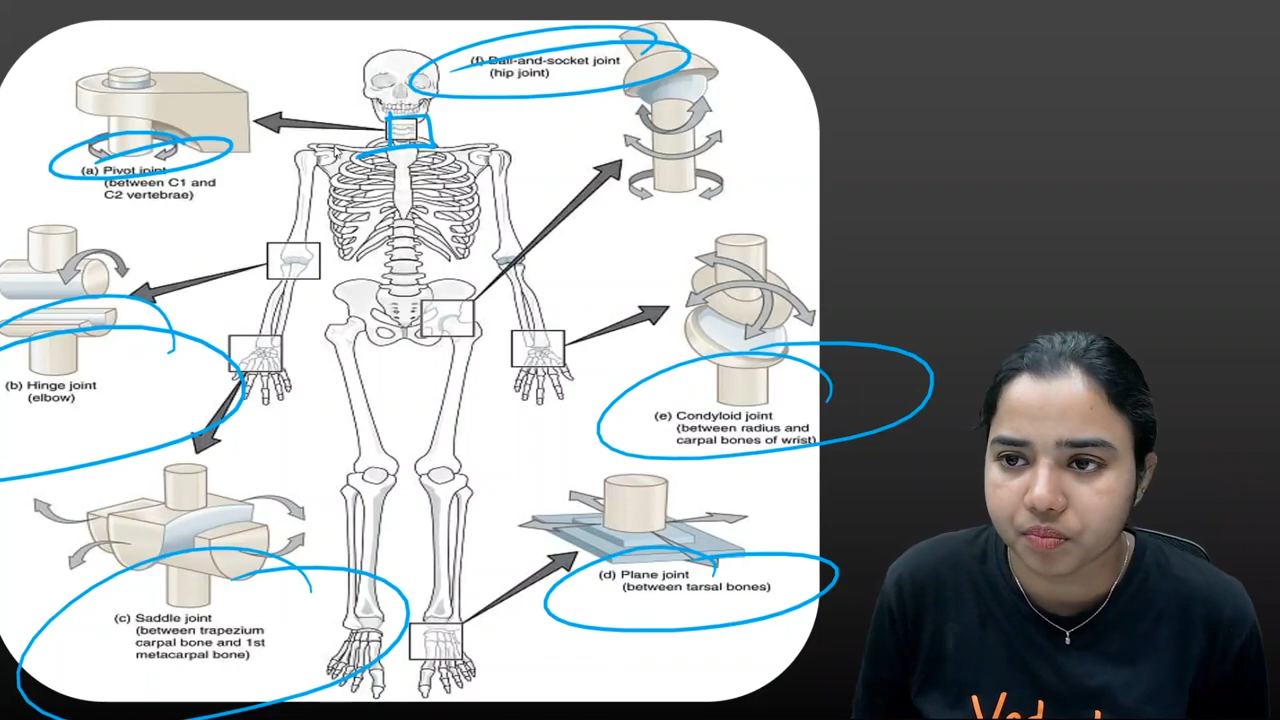 (f) Ball-and-socket joint
(hip joint)
(a) Pivot joint
(between C1 and
C2 vertebrae)
(b) Hinge joint
(elbow)
(e) Condyloid joint
(between radius and
carpal bones of wrist)
(d) Plane joint
(between tarsal bones)
(c) Saddle joint
(between trapezium
carpal bone and 1st
metacarpal bone)